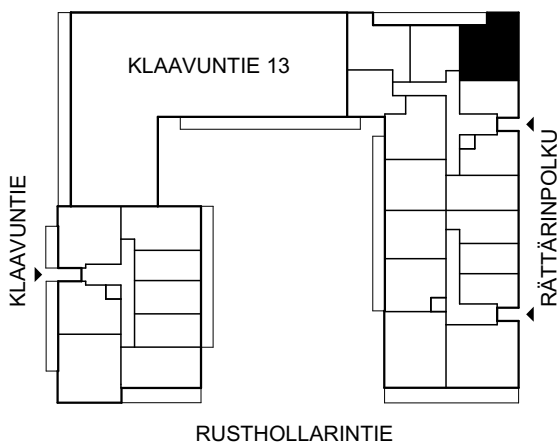 KLAAVUNTIE 13
KLAAVUNTIE
RÄTTÄRINPOLKU
RUSTHOLLARINTIE